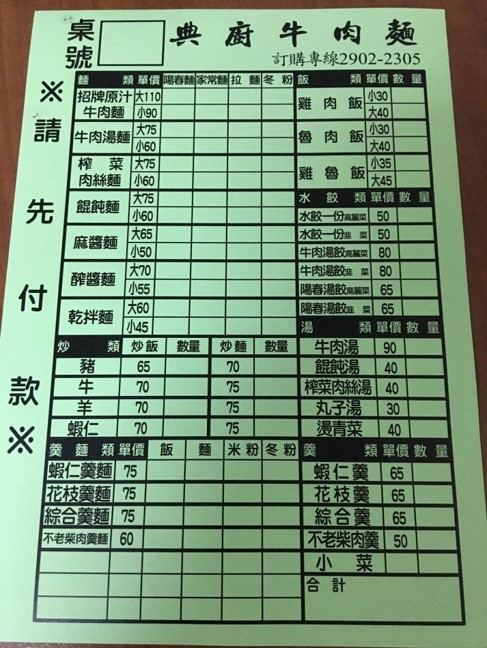 桌號
典廚牛肉麵
訂購專線2902-2305
※請先付款※
麵 類 單價 陽春麵 家常麵 拉麵 冬粉
招牌原汁牛肉麵 大110 小90
牛肉湯麵 大75 小60
榨菜肉絲麵 大75 小60
餛飩麵 大75 小60
麻醬麵 大65 小50
酢醬麵 大70 小55
乾拌麵 大60 小45
飯 類 單價 數量
雞肉飯 小30 大40
魯肉飯 小30 大40
雞魯飯 小35 大45
水餃 類 單價 數量
水餃一份高麗菜 50
水餃一份韭菜 50
牛肉湯餃高麗菜 80
牛肉湯餃韭菜 80
陽春湯餃高麗菜 65
陽春湯餃韭菜 65
湯 類 單價 數量
牛肉湯 90
餛飩湯 40
榨菜肉絲湯 40
丸子湯 30
燙青菜 40
炒 類 炒飯 數量 炒麵 數量
豬 65 70
牛 70 75
羊 70 75
蝦仁 70 75
羹麵類 單價 飯 麵 米粉 冬粉
蝦仁羹麵 75
花枝羹麵 75
綜合羹麵 75
不老柴肉羹麵 60
羹 類 單價 數量
蝦仁羹 65
花枝羹 65
綜合羹 65
不老柴肉羹 50
小菜
合計